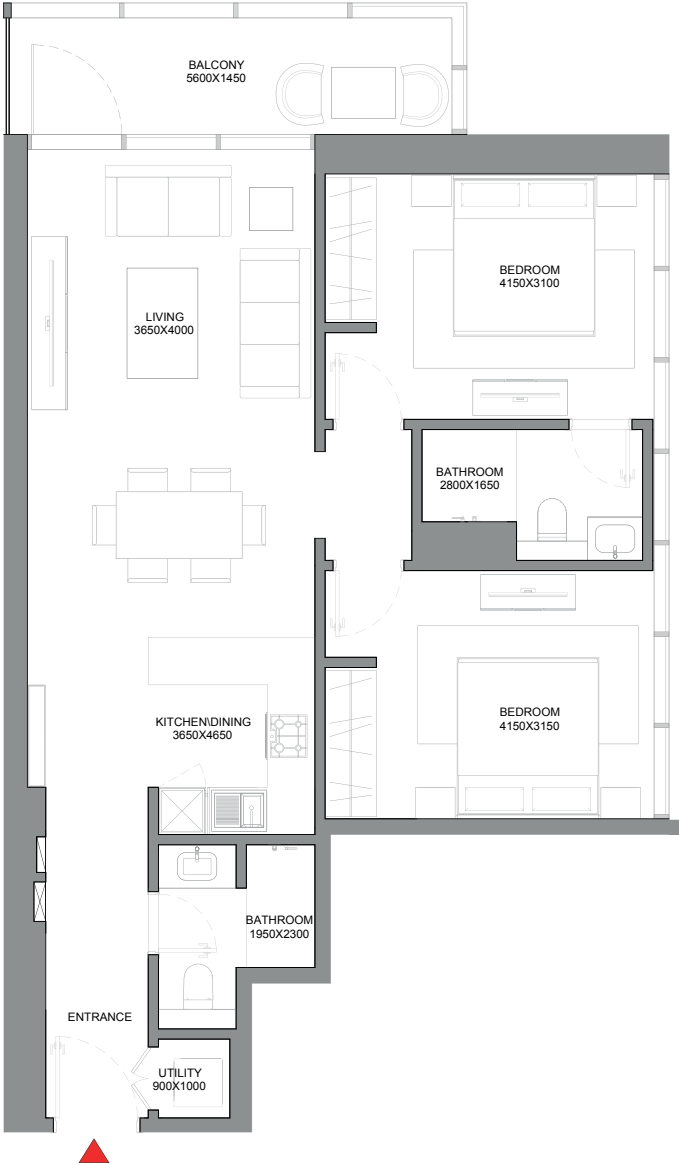 BALCONY
5600X1450
BEDROOM
4150X3100
LIVING
3650X4000
BATHROOM
2800X1650
BEDROOM
4150X3150
KITCHEN\DINING
3650X4650
BATHROOM
1950X2300
ENTRANCE
UTILITY
900X1000